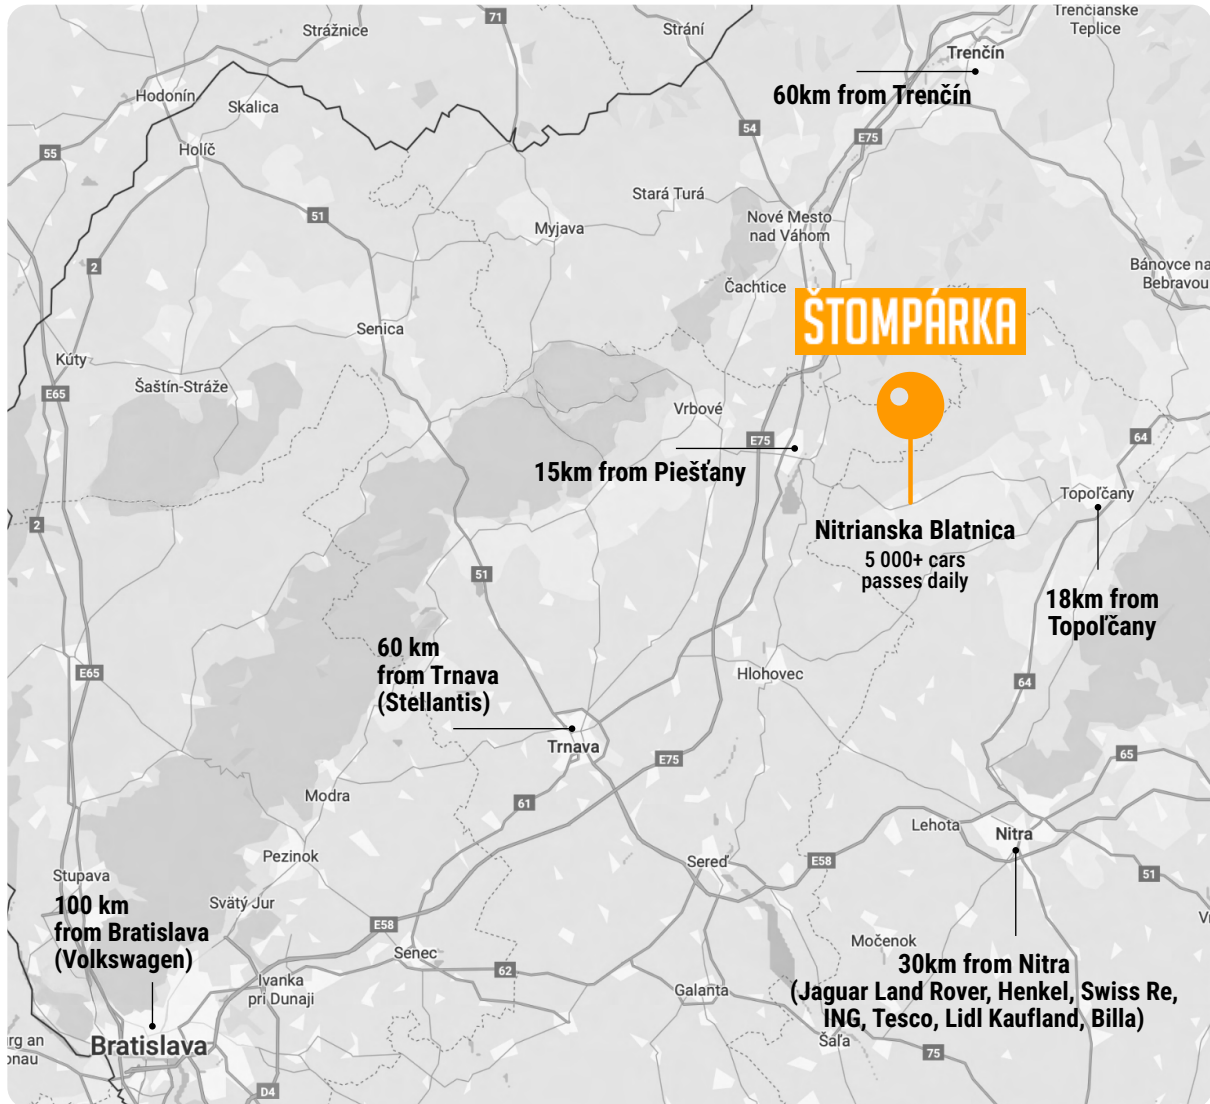 71
Strážnice
Strání
Trenčianske
Teplice
Trenčín
60km from Trenčín
Hodonín
Skalica
54
E75
55
Holíč
Stará Turá
51
Myjava
Nové Mesto
nad Váhom
2
Bánovce na
Bebravou
Čachtice
ŠTOMPÁRKA
Senica
Kúty
Šaštín-Stráže
E65
Vrbové
E75
64
15km from Piešťany
Topoľčany
2
Nitrianska Blatnica
5 000+ cars
passes daily
51
18km from
Topoľčany
60 km
from Trnava
(Stellantis)
E65
Hlohovec
64
Trnava
E75
65
Modra
61
Lehota
Nitra
Pezinok
Sereď
E58
51
Stupava
100 km
from Bratislava
(Volkswagen)
Svätý Jur
E58
Senec
62
Močenok
30km from Nitra
(Jaguar Land Rover, Henkel, Swiss Re,
ING, Tesco, Lidl Kaufland, Billa)
Ivanka
pri Dunaji
Galanta
Šaľa
75
Bratislava
D4